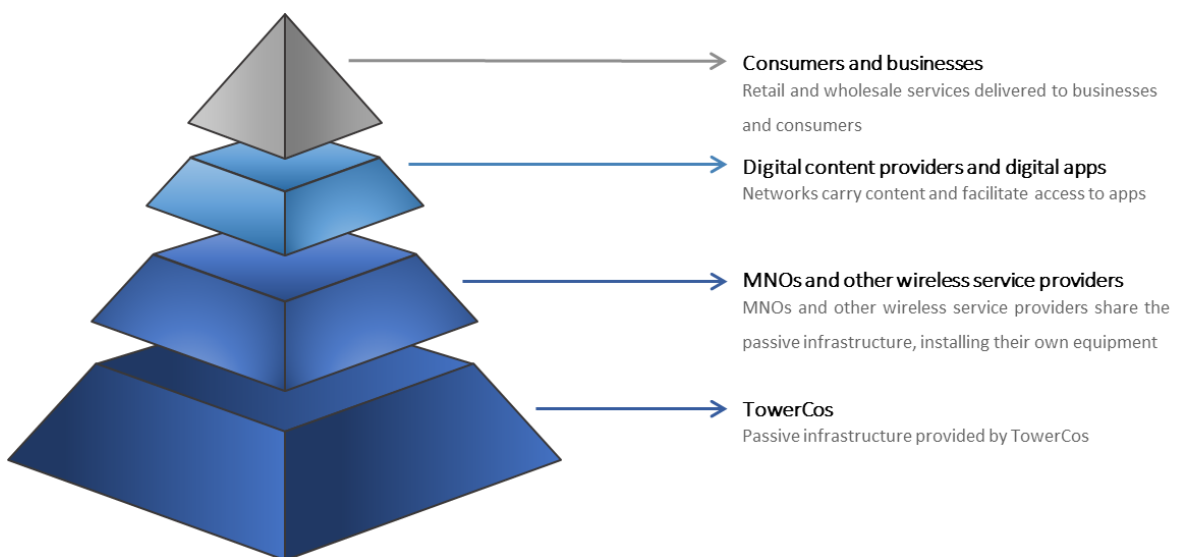 Consumers and businesses
Retail and wholesale services delivered to businesses
and consumers
Digital content providers and digital apps
Networks carry content and facilitate access to apps
MNOs and other wireless service providers
MNOs and other wireless service providers share the
passive infrastructure, installing their own equipment
TowerCos
Passive infrastructure provided by TowerCos